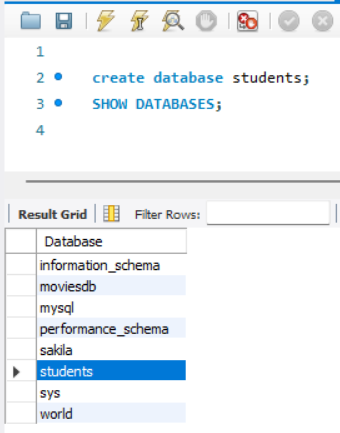 1
2 create database students;
3 SHOW DATABASES;
4
Result Grid Filter Rows:
Database
information_schema
moviesdb
mysql
performance_schema
sakila
students
sys
world